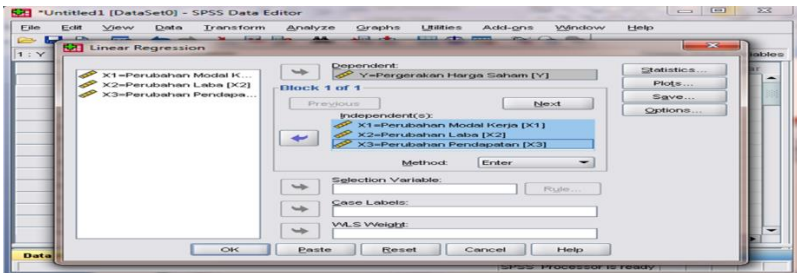 *Untitled1 [DataSet0] - SPSS Data Editor
File Edit View Data Transform Analyze Graphs Utilities Add-ons Window Help
Linear Regression
1 : Y
X1=Perubahan Modal K...
X2=Perubahan Laba [X2]
X3=Perubahan Pendapa...
Dependent:
Y=Pergerakan Harga Saham [Y]
Block 1 of 1
Previous Next
Independent(s):
X1=Perubahan Modal Kerja [X1]
X2=Perubahan Laba [X2]
X3=Perubahan Pendapatan [X3]
Method: Enter
Selection Variable:
Rule...
Case Labels:
WLS Weight:
Statistics...
Plots...
Save...
Options...
OK Paste Reset Cancel Help
Data
SPSS Processor is ready